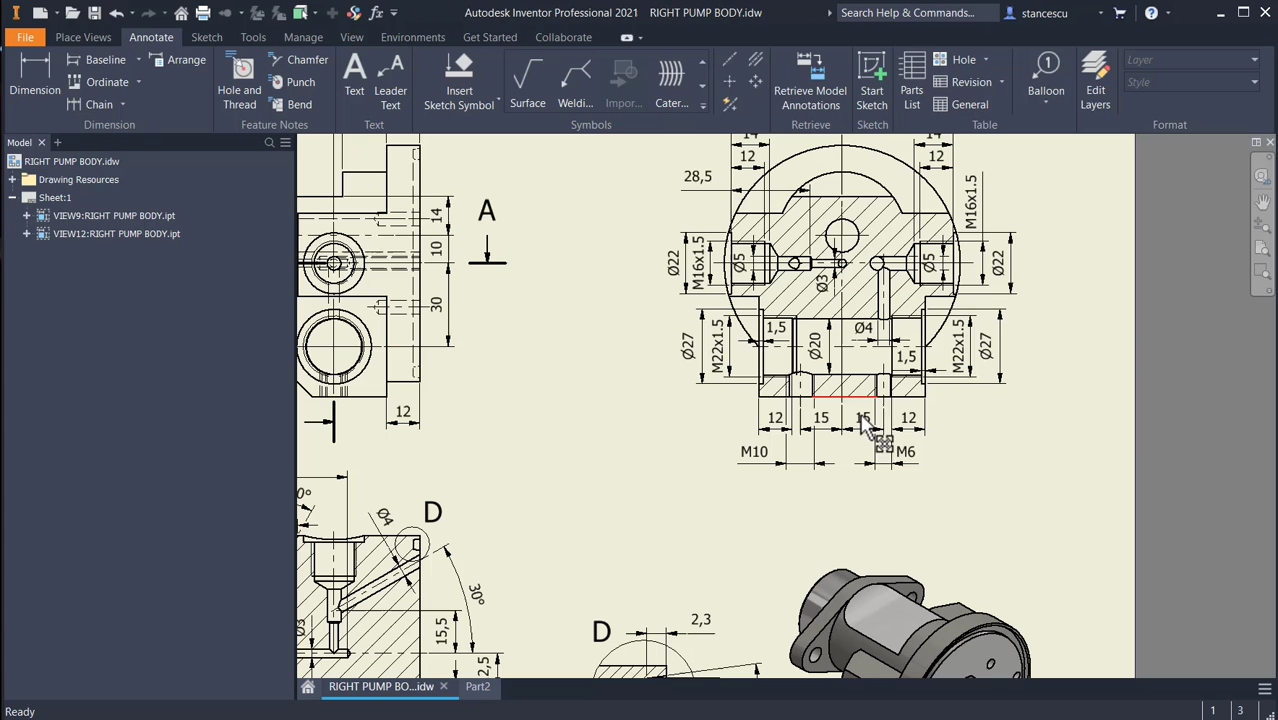 Autodesk Inventor Professional 2021 RIGHT PUMP BODY.idw
Search Help & Commands...
stancescu
File Place Views Annotate Sketch Tools Manage View Environments Get Started Collaborate
Dimension
Baseline
Ordinate
Chain
Arrange
Dimension
Hole and Thread
Chamfer
Punch
Bend
Feature Notes
Text
Leader Text
Text
Insert Sketch Symbol
Surface
Weldi...
Impor...
Cater...
Symbols
Retrieve Model Annotations
Retrieve
Start Sketch
Sketch
Parts List
Hole
Revision
General
Table
Balloon
Edit Layers
Layer
Style
Format
Model
RIGHT PUMP BODY.idw
Drawing Resources
Sheet:1
VIEW9:RIGHT PUMP BODY.ipt
VIEW12:RIGHT PUMP BODY.ipt
14
10
30
12
A
14
12
28,5
14
12
M16x1.5
Ø22
M16x1.5
Ø5
Ø3
Ø5
Ø22
Ø27
M22x1.5
1,5
Ø20
Ø4
1,5
M22x1.5
Ø27
12
15
15
12
M10
M6
0°
Ø4
D
30°
Ø3
15,5
2,5
D
2,3
RIGHT PUMP BO...idw
Part2
Ready
1
3